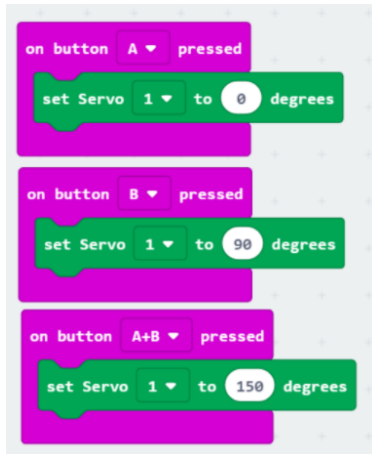 on button A pressed
set Servo 1 to 0 degrees
on button B pressed
set Servo 1 to 90 degrees
on button A+B pressed
set Servo 1 to 150 degrees